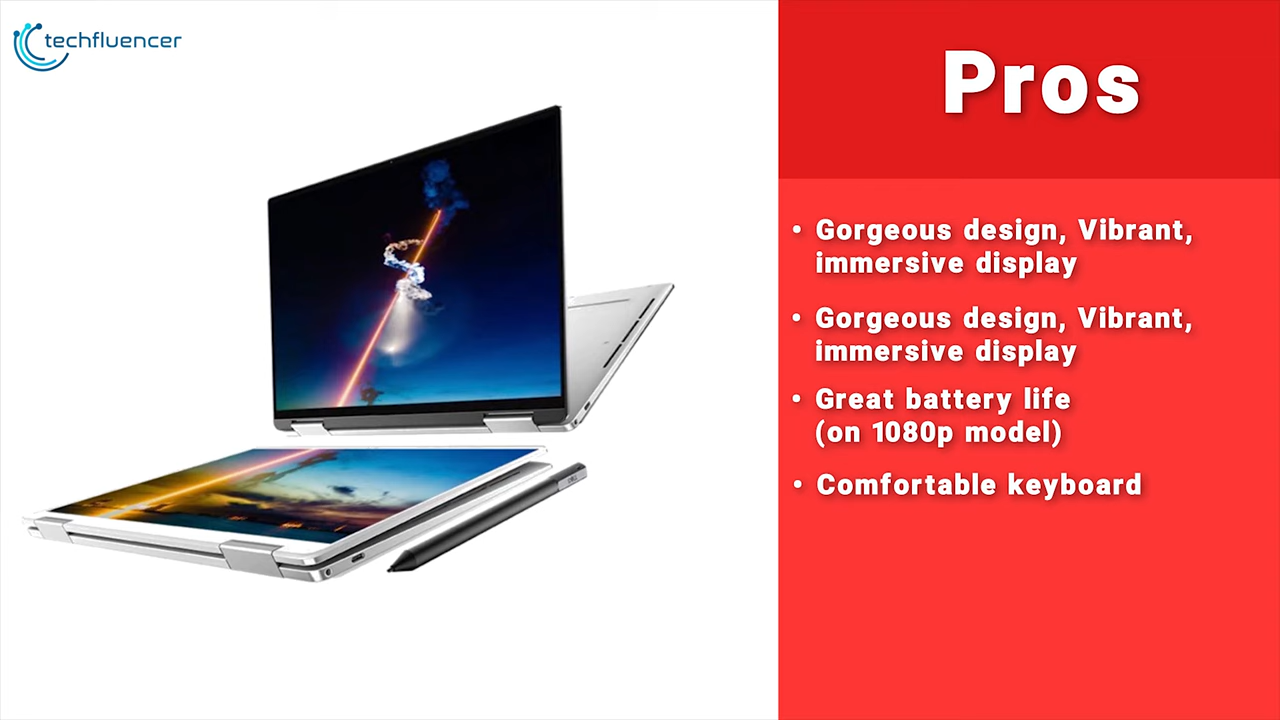 techfluencer
Pros
• Gorgeous design, Vibrant,
immersive display
• Gorgeous design, Vibrant,
immersive display
• Great battery life
(on 1080p model)
• Comfortable keyboard